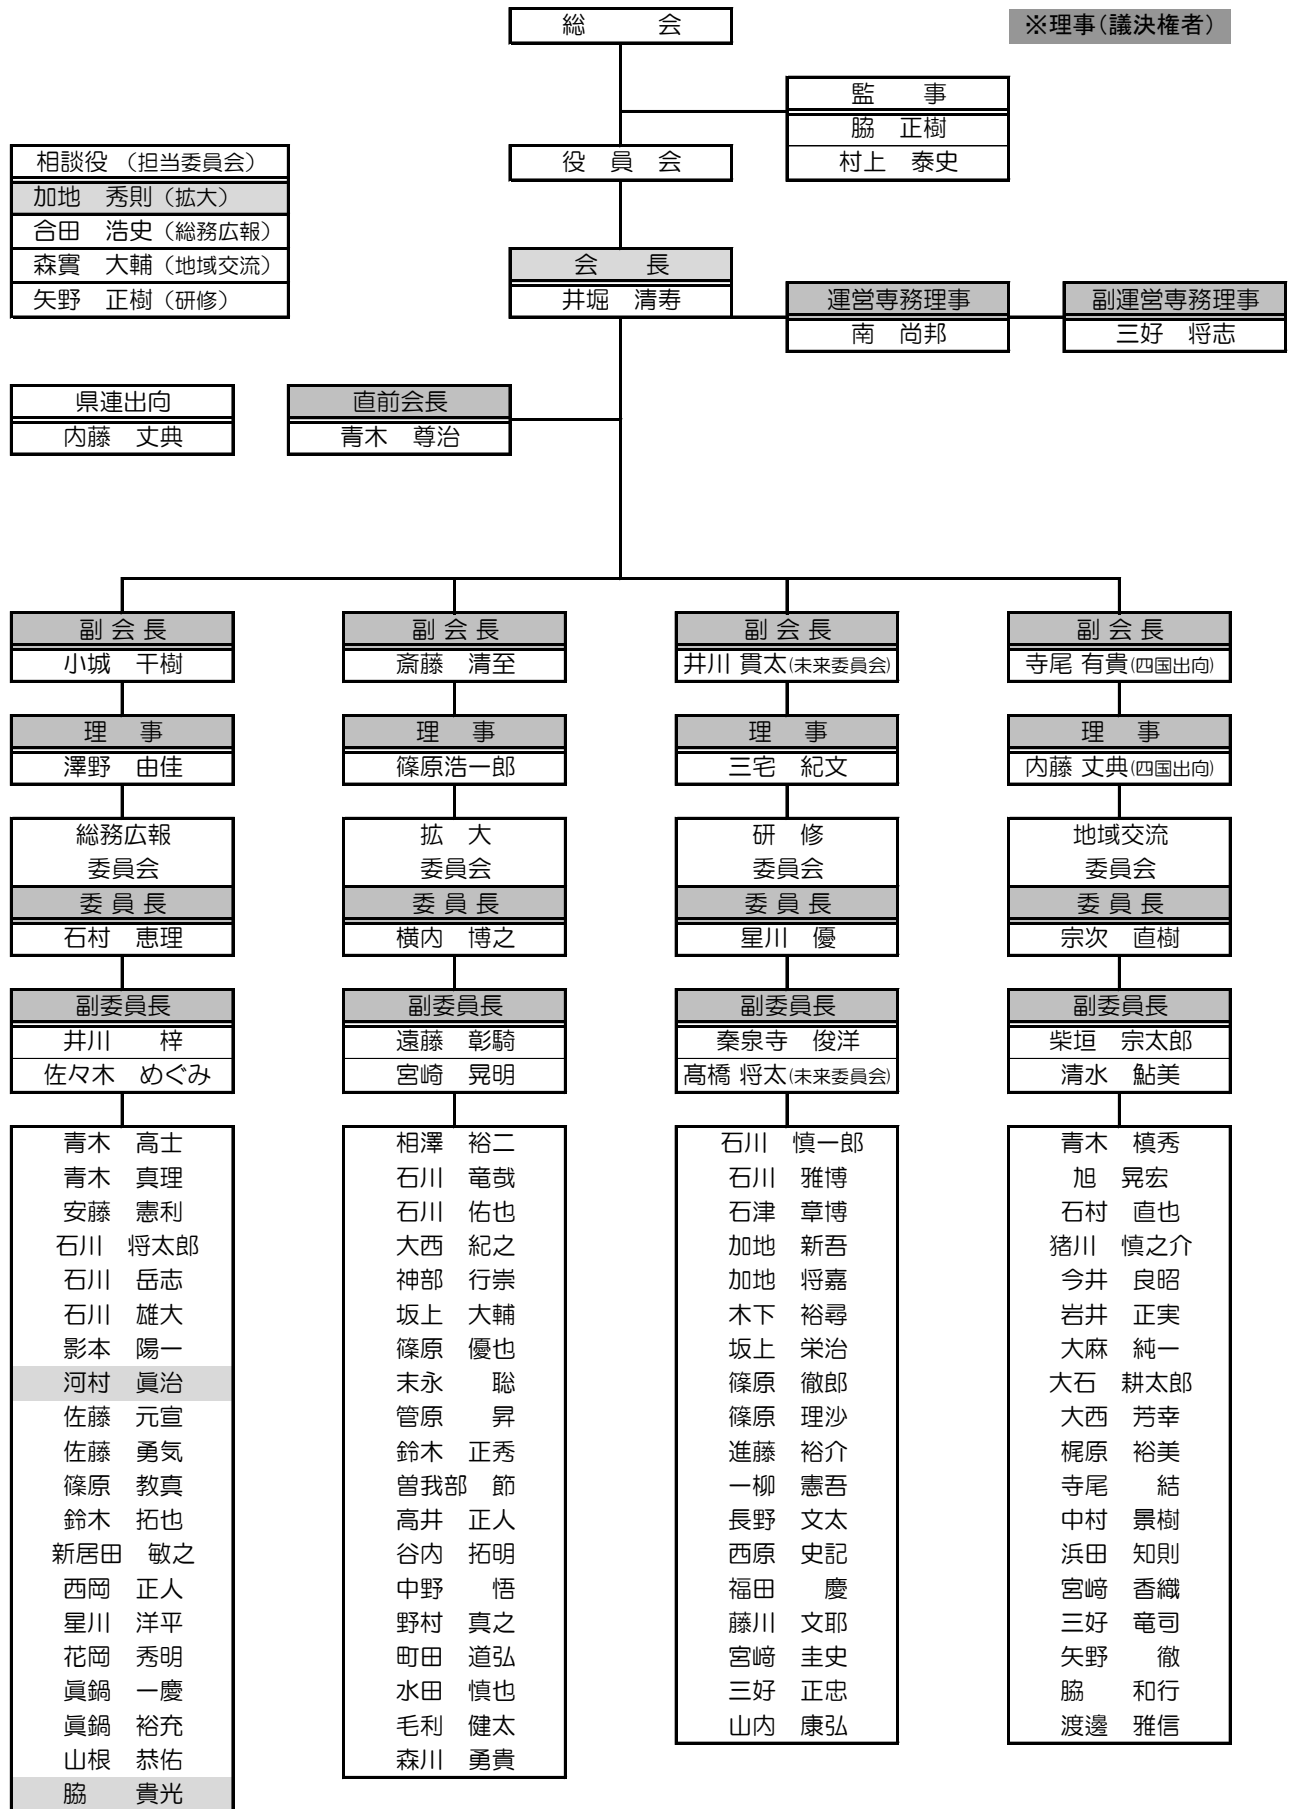 総　会
※理事（議決権者）
監　事
脇　正樹
村上　泰史
役　員　会
相談役　（担当委員会）
加地　秀則（拡大）
合田　浩史（総務広報）
森實　大輔（地域交流）
矢野　正樹（研修）
会　長
井堀　清寿
運営専務理事
南　尚邦
副運営専務理事
三好　将志
県連出向
内藤　丈典
直前会長
青木　尊治
副 会 長
小城　干樹
理　事
澤野　由佳
総務広報
委員会
委 員 長
石村　恵理
副委員長
井川　梓
佐々木　めぐみ
青木　高士
青木　真理
安藤　憲利
石川　将太郎
石川　岳志
石川　雄大
影本　陽一
河村　眞治
佐藤　元宣
佐藤　勇気
篠原　教真
鈴木　拓也
新居田　敏之
西岡　正人
星川　洋平
花岡　秀明
眞鍋　一慶
眞鍋　裕充
山根　恭佑
脇　貴光
副 会 長
斎藤　清至
理　事
篠原浩一郎
拡　大
委員会
委 員 長
横内　博之
副委員長
遠藤　彰騎
宮崎　晃明
相澤　裕二
石川　竜哉
石川　佑也
大西　紀之
神部　行崇
坂上　大輔
篠原　優也
末永　聡
管原　昇
鈴木　正秀
曽我部　節
高井　正人
谷内　拓明
中野　悟
野村　真之
町田　道弘
水田　慎也
毛利　健太
森川　勇貴
副 会 長
井川 貫太(未来委員会)
理　事
三宅　紀文
研　修
委員会
委 員 長
星川　優
副委員長
秦泉寺　俊洋
髙橋 将太(未来委員会)
石川　慎一郎
石川　雅博
石津　章博
加地　新吾
加地　将嘉
木下　裕尋
坂上　栄治
篠原　徹郎
篠原　理沙
進藤　裕介
一柳　憲吾
長野　文太
西原　史記
福田　慶
藤川　文耶
宮﨑　圭史
三好　正忠
山内　康弘
副 会 長
寺尾 有貴(四国出向)
理　事
内藤 丈典(四国出向)
地域交流
委員会
委 員 長
宗次　直樹
副委員長
柴垣　宗太郎
清水　鮎美
青木　槙秀
旭　晃宏
石村　直也
猪川　慎之介
今井　良昭
岩井　正実
大麻　純一
大石　耕太郎
大西　芳幸
梶原　裕美
寺尾　結
中村　景樹
浜田　知則
宮﨑　香織
三好　竜司
矢野　徹
脇　和行
渡邊　雅信